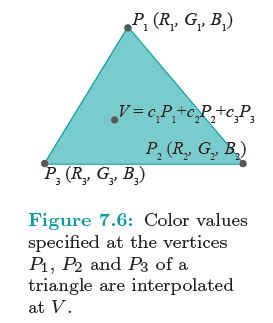 P₁ (R₁, G₁, B₁)
V = c₁P₁+c₂P₂+c₃P₃
P₂ (R₂, G₂, B₂)
P₃ (R₃, G₃, B₃)
Figure 7.6: Color values
specified at the vertices
P₁, P₂ and P₃ of a
triangle are interpolated
at V.